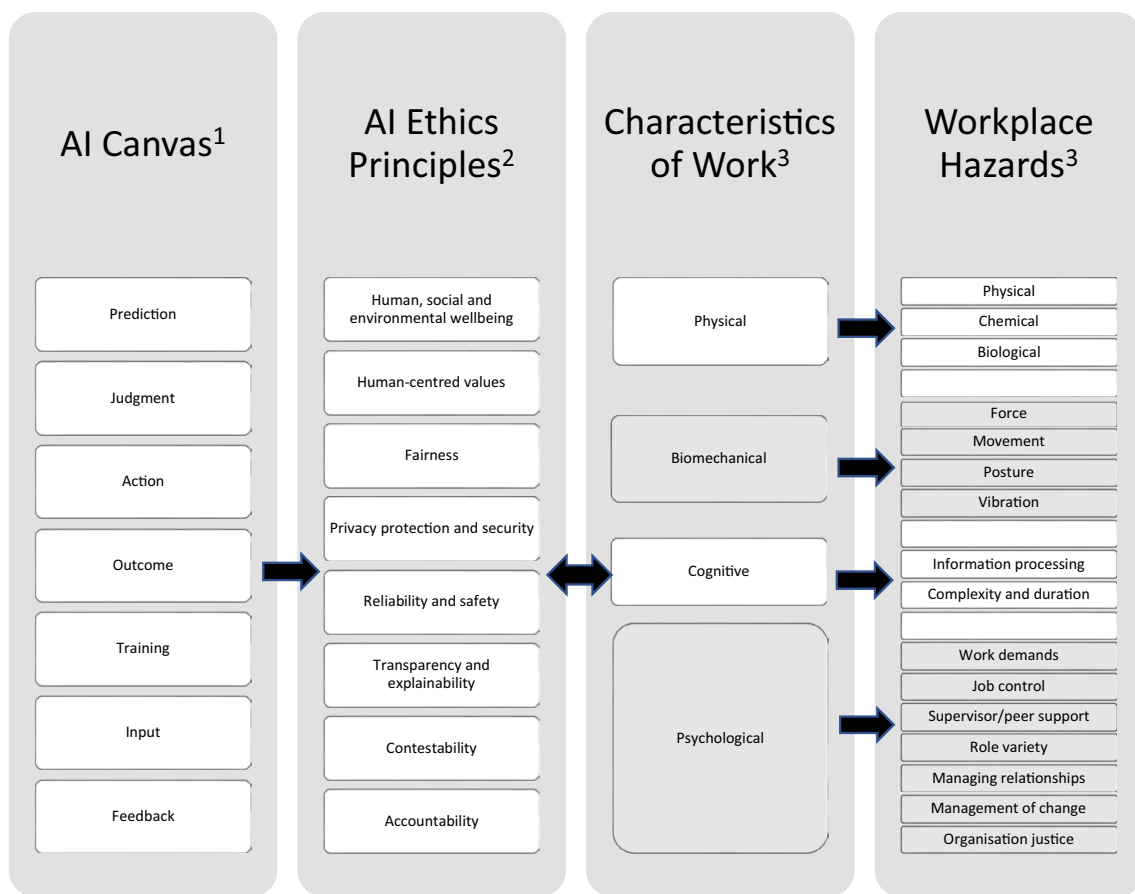 AI Canvas¹
Prediction
Judgment
Action
Outcome
Training
Input
Feedback
AI Ethics
Principles²
Human, social and
environmental wellbeing
Human-centred values
Fairness
Privacy protection and security
Reliability and safety
Transparency and
explainability
Contestability
Accountability
Characteristics
of Work³
Physical
Biomechanical
Cognitive
Psychological
Workplace
Hazards³
Physical
Chemical
Biological
Force
Movement
Posture
Vibration
Information processing
Complexity and duration
Work demands
Job control
Supervisor/peer support
Role variety
Managing relationships
Management of change
Organisation justice